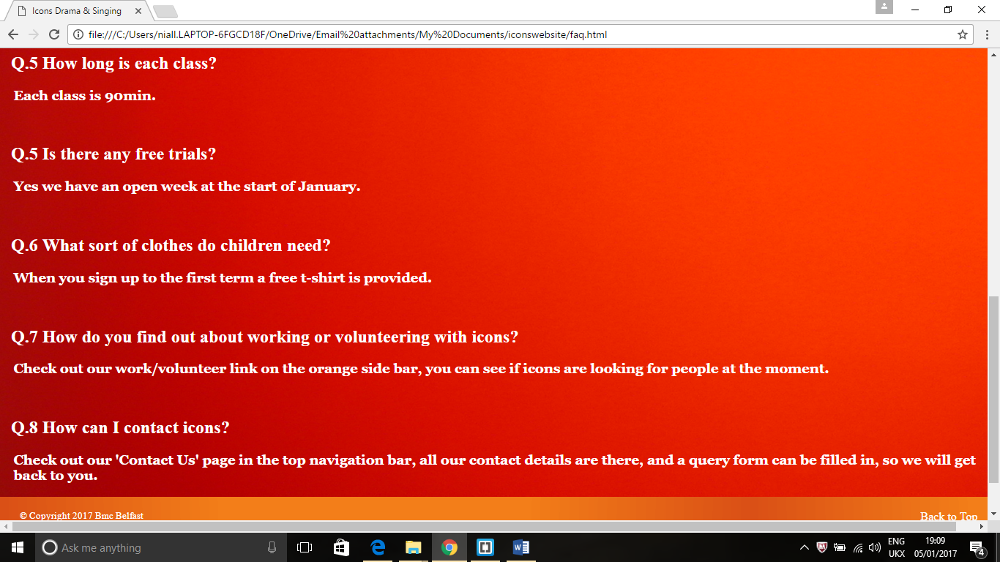 Icons Drama & Singing
file:///C:/Users/niall.LAPTOP-6FGCD18F/OneDrive/Email%20attachments/My%20Documents/iconswebsite/faq.html
Q.5 How long is each class?
Each class is 90min.
Q.5 Is there any free trials?
Yes we have an open week at the start of January.
Q.6 What sort of clothes do children need?
When you sign up to the first term a free t-shirt is provided.
Q.7 How do you find out about working or volunteering with icons?
Check out our work/volunteer link on the orange side bar, you can see if icons are looking for people at the moment.
Q.8 How can I contact icons?
Check out our 'Contact Us' page in the top navigation bar, all our contact details are there, and a query form can be filled in, so we will get
back to you.
© Copyright 2017 Bmc Belfast
Back to Top
Ask me anything
ENG 19:09
UKX 05/01/2017
4